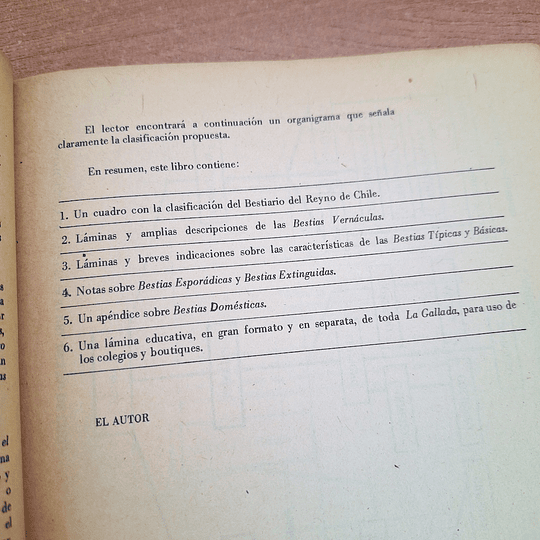 El lector encontrará a continuación un organigrama que señala
claramente la clasificación propuesta.
En resumen, este libro contiene:
1. Un cuadro con la clasificación del Bestiario del Reyno de Chile.
2. Láminas y amplias descripciones de las Bestias Vernáculas.
3. Láminas y breves indicaciones sobre las características de las Bestias Típicas y Básicas.
4. Notas sobre Bestias Esporádicas y Bestias Extinguidas.
5. Un apéndice sobre Bestias Domésticas.
6. Una lámina educativa, en gran formato y en separata, de toda La Gallada, para uso de
los colegios y boutiques.
EL AUTOR